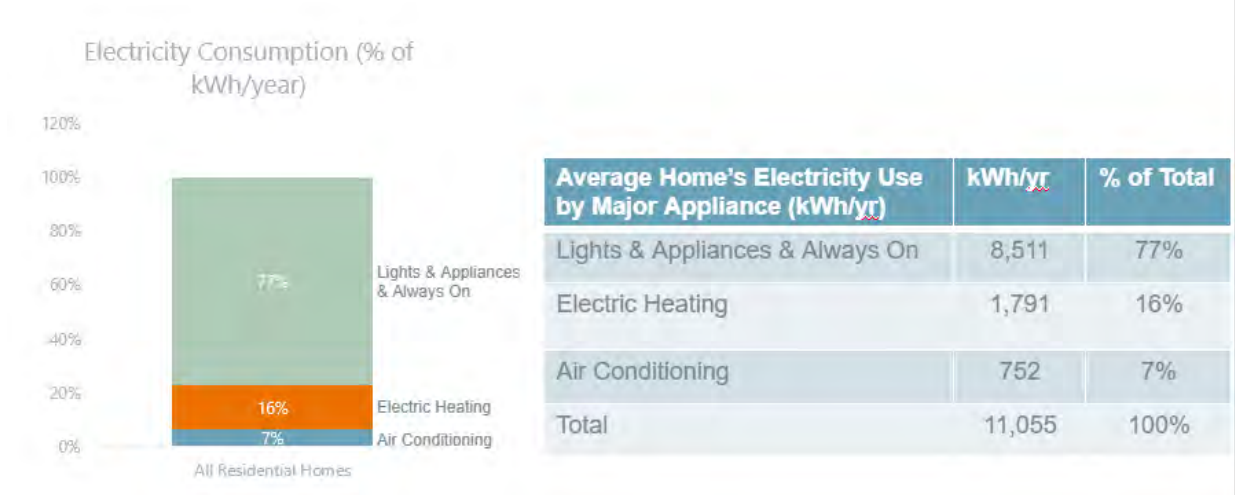 Electricity Consumption (% of
kWh/year)
120%
100%
80%
60%
40%
20%
0%
77%
16%
7%
Lights & Appliances
& Always On
Electric Heating
Air Conditioning
All Residential Homes
Average Home's Electricity Use
by Major Appliance (kWh/yr) kWh/yr % of Total
Lights & Appliances & Always On 8,511 77%
Electric Heating 1,791 16%
Air Conditioning 752 7%
Total 11,055 100%